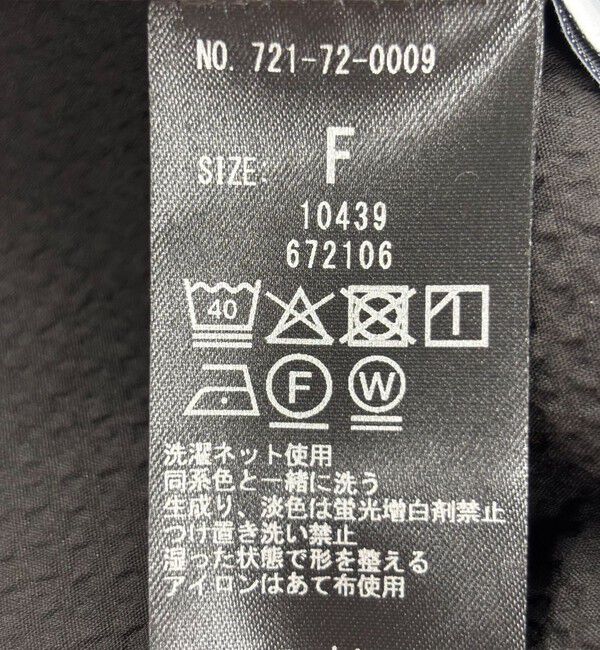 NO. 721-72-0009
SIZE: F
10439
672106
40
F W
洗濯ネット使用
同系色と一緒に洗う
生成り、淡色は蛍光増白剤禁止
つけ置き洗い禁止
湿った状態で形を整える
アイロンはあて布使用